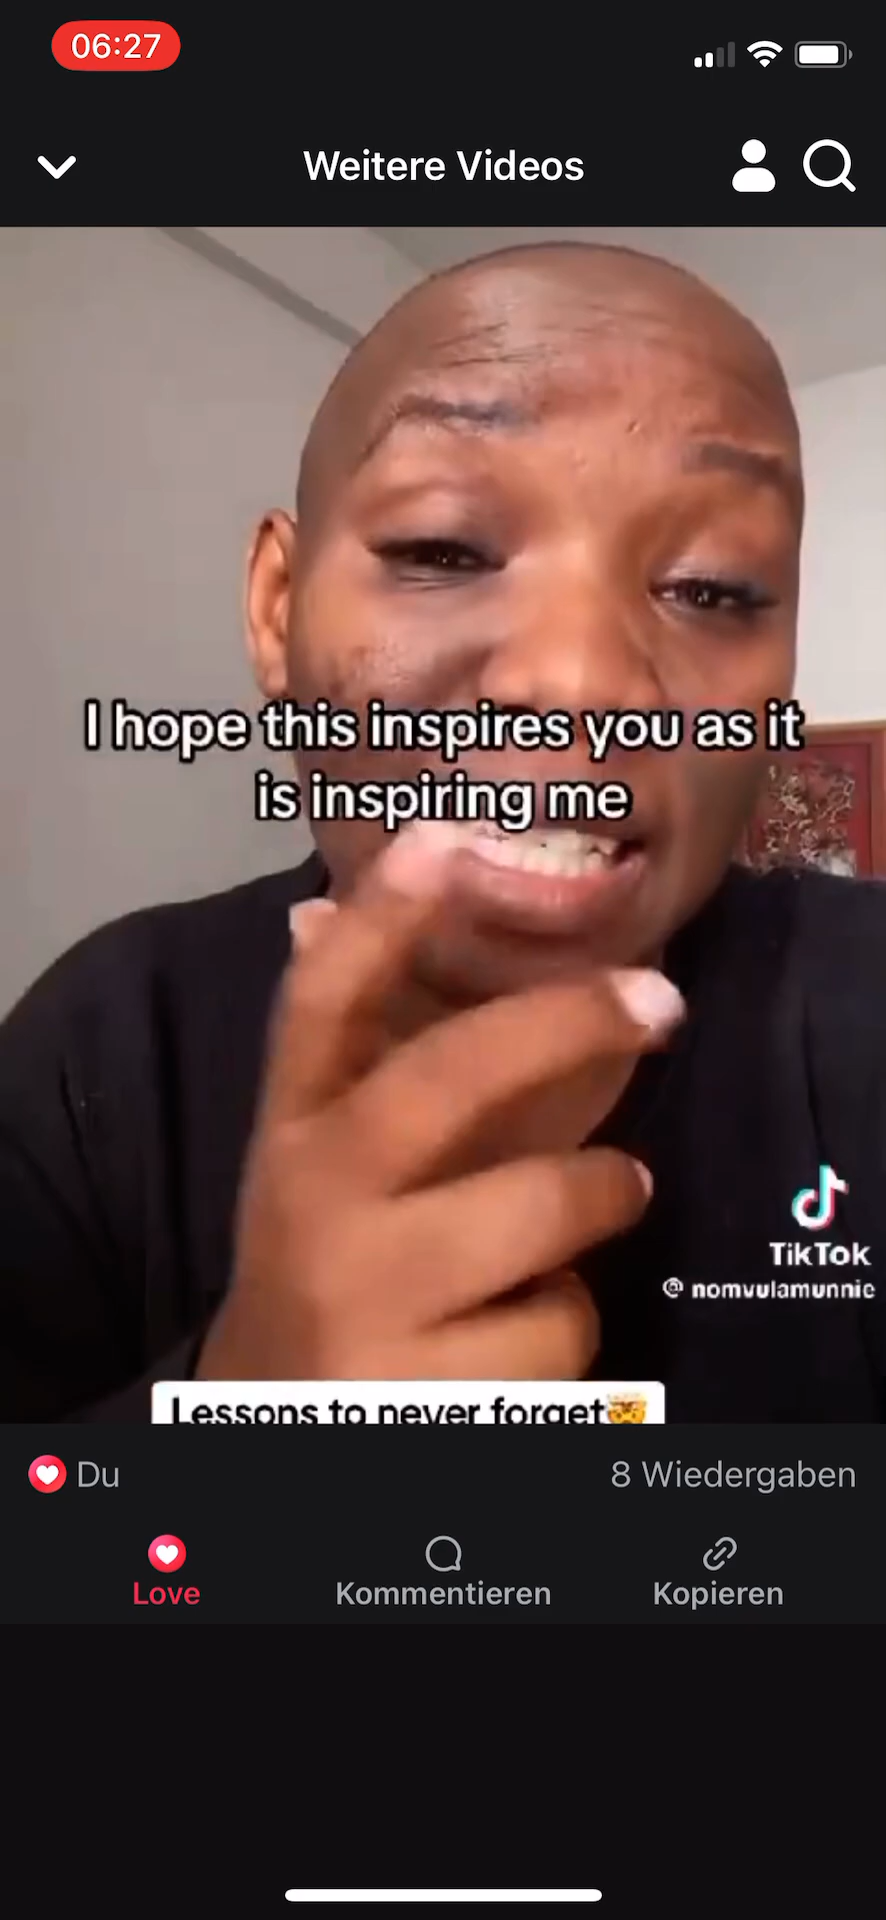 06:27
Weitere Videos
I hope this inspires you as it
is inspiring me
TikTok
@ nomvulamunnie
Lessons to never forget🤯
Du
8 Wiedergaben
Love
Kommentieren
Kopieren